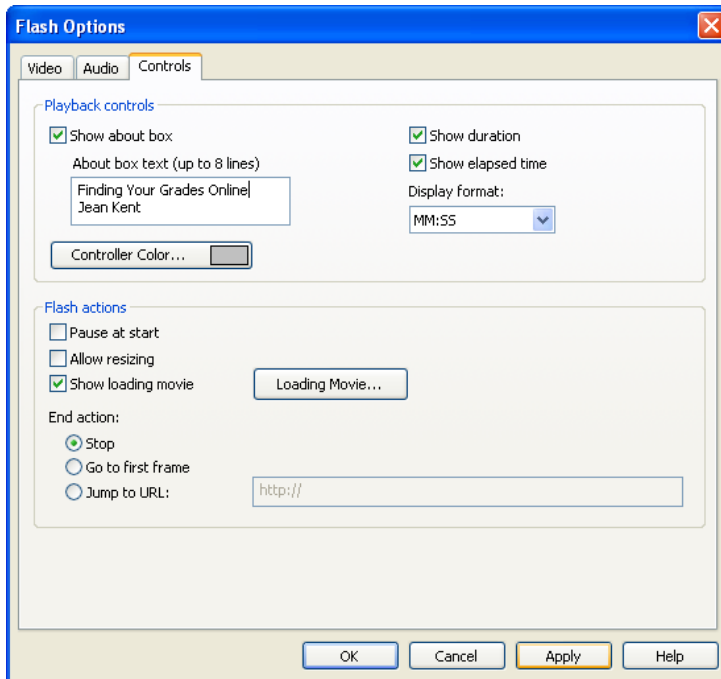 Flash Options
Video Audio Controls
Playback controls
Show about box
About box text (up to 8 lines)
Finding Your Grades Online
Jean Kent
Controller Color...
Show duration
Show elapsed time
Display format:
MM:SS
Flash actions
Pause at start
Allow resizing
Show loading movie Loading Movie...
End action:
Stop
Go to first frame
Jump to URL: http://
OK Cancel Apply Help